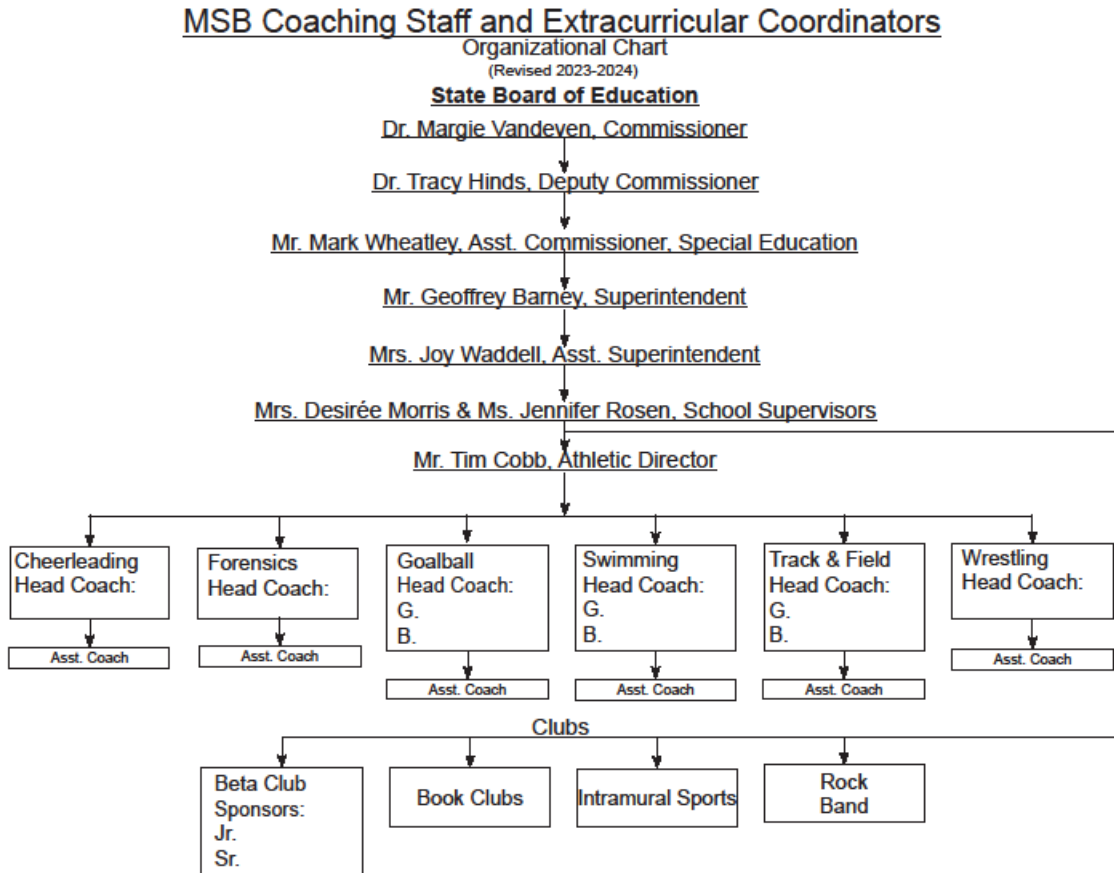 MSB Coaching Staff and Extracurricular Coordinators
Organizational Chart
(Revised 2023-2024)
State Board of Education
Dr. Margie Vandeven, Commissioner
Dr. Tracy Hinds, Deputy Commissioner
Mr. Mark Wheatley, Asst. Commissioner, Special Education
Mr. Geoffrey Barney, Superintendent
Mrs. Joy Waddell, Asst. Superintendent
Mrs. Desirée Morris & Ms. Jennifer Rosen, School Supervisors
Mr. Tim Cobb, Athletic Director
Cheerleading
Head Coach:
Asst. Coach
Forensics
Head Coach:
Asst. Coach
Goalball
Head Coach:
G.
B.
Asst. Coach
Swimming
Head Coach:
G.
B.
Asst. Coach
Track & Field
Head Coach:
G.
B.
Asst. Coach
Wrestling
Head Coach:
Asst. Coach
Clubs
Beta Club
Sponsors:
Jr.
Sr.
Book Clubs
Intramural Sports
Rock
Band